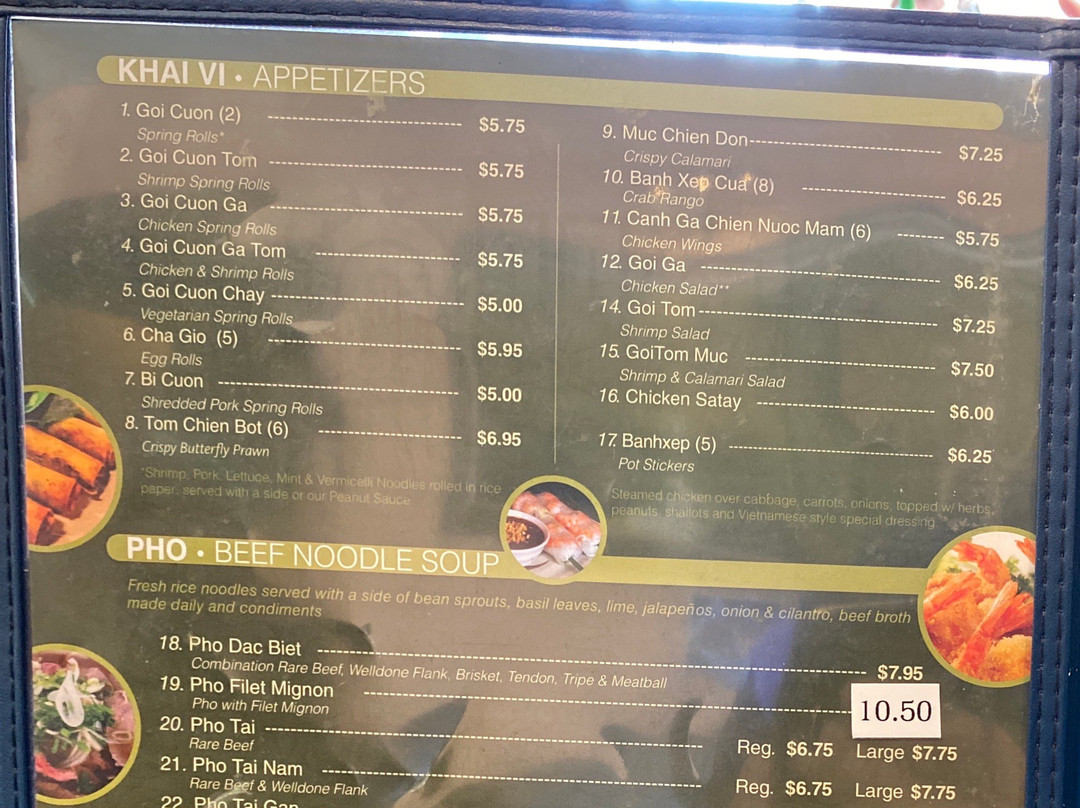 KHAI VI • APPETIZERS
1. Goi Cuon (2) $5.75
Spring Rolls*
2. Goi Cuon Tom $5.75
Shrimp Spring Rolls
3. Goi Cuon Ga $5.75
Chicken Spring Rolls
4. Goi Cuon Ga Tom $5.75
Chicken & Shrimp Rolls
5. Goi Cuon Chay $5.00
Vegetarian Spring Rolls
6. Cha Gio (5) $5.95
Egg Rolls
7. Bi Cuon $5.00
Shredded Pork Spring Rolls
8. Tom Chien Bot (6) $6.95
Crispy Butterfly Prawn
*Shrimp, Pork, Lettuce, Mint & Vermicelli Noodles rolled in rice
paper, served with a side or our Peanut Sauce
9. Muc Chien Don $7.25
Crispy Calamari
10. Banh Xep Cua (8) $6.25
Crab Rango
11. Canh Ga Chien Nuoc Mam (6) $5.75
Chicken Wings
12. Goi Ga $6.25
Chicken Salad**
14. Goi Tom $7.25
Shrimp Salad
15. GoiTom Muc $7.50
Shrimp & Calamari Salad
16. Chicken Satay $6.00
17. Banhxep (5) $6.25
Pot Stickers
Steamed chicken over cabbage, carrots, onions, topped w/ herbs,
peanuts, shallots and Vietnamese style special dressing
PHO • BEEF NOODLE SOUP
Fresh rice noodles served with a side of bean sprouts, basil leaves, lime, jalapeños, onion & cilantro, beef broth
made daily and condiments
18. Pho Dac Biet $7.95
Combination Rare Beef, Welldone Flank, Brisket, Tendon, Tripe & Meatball
19. Pho Filet Mignon 10.50
Pho with Filet Mignon
20. Pho Tai Reg. $6.75 Large $7.75
Rare Beef
21. Pho Tai Nam Reg. $6.75 Large $7.75
Rare Beef & Welldone Flank
22. Pho Tai Gan